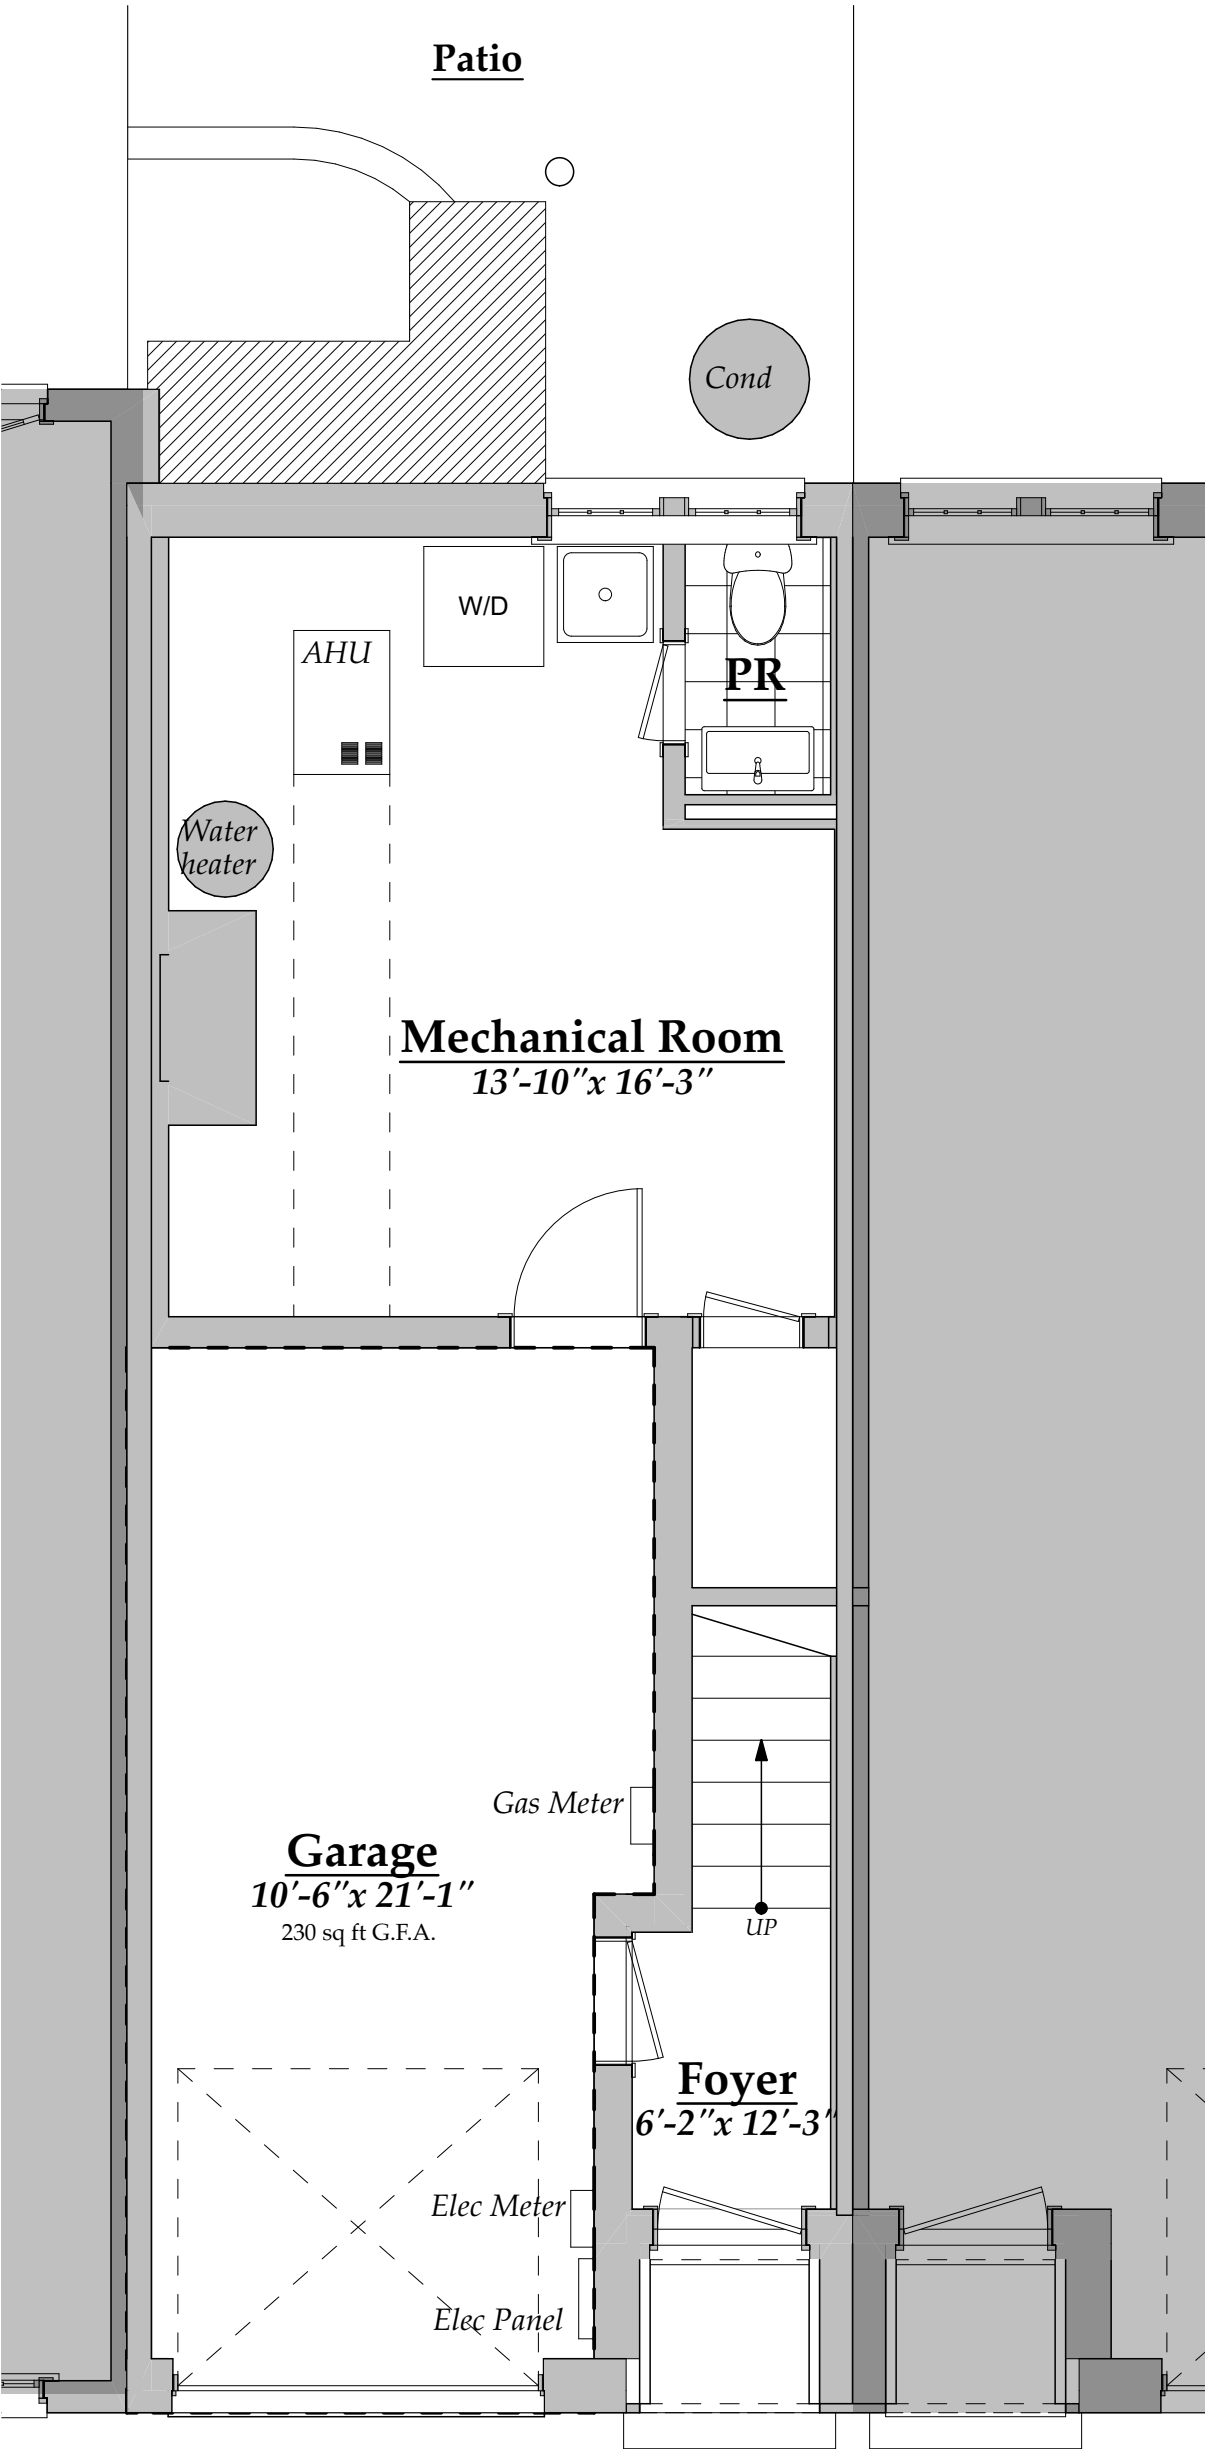 Patio
Cond
W/D
AHU
PR
Water
heater
Mechanical Room
13'-10"x 16'-3"
Gas Meter
Garage
10'-6"x 21'-1"
230 sq ft G.F.A.
UP
Foyer
6'-2"x 12'-3"
Elec Meter
Elec Panel